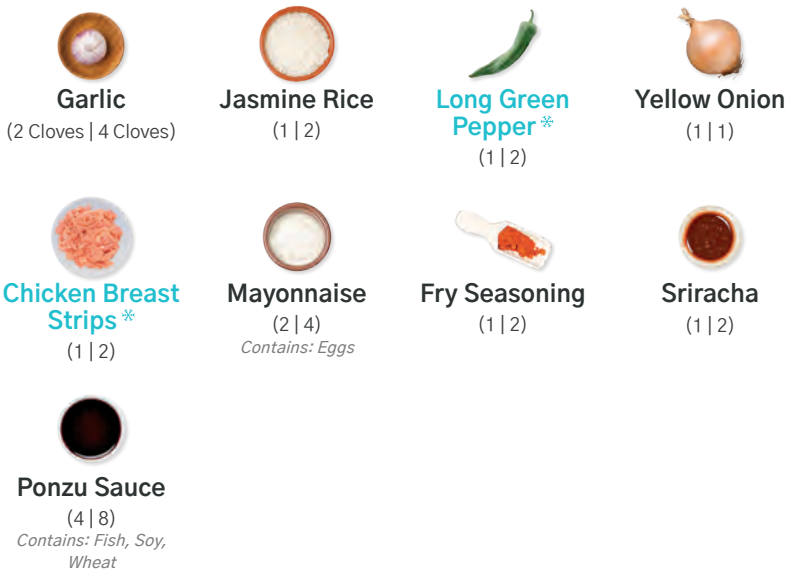 Garlic
(2 Cloves | 4 Cloves)
Jasmine Rice
(1 | 2)
Long Green
Pepper *
(1 | 2)
Yellow Onion
(1 | 1)
Chicken Breast
Strips *
(1 | 2)
Mayonnaise
(2 | 4)
Contains: Eggs
Fry Seasoning
(1 | 2)
Sriracha
(1 | 2)
Ponzu Sauce
(4 | 8)
Contains: Fish, Soy,
Wheat